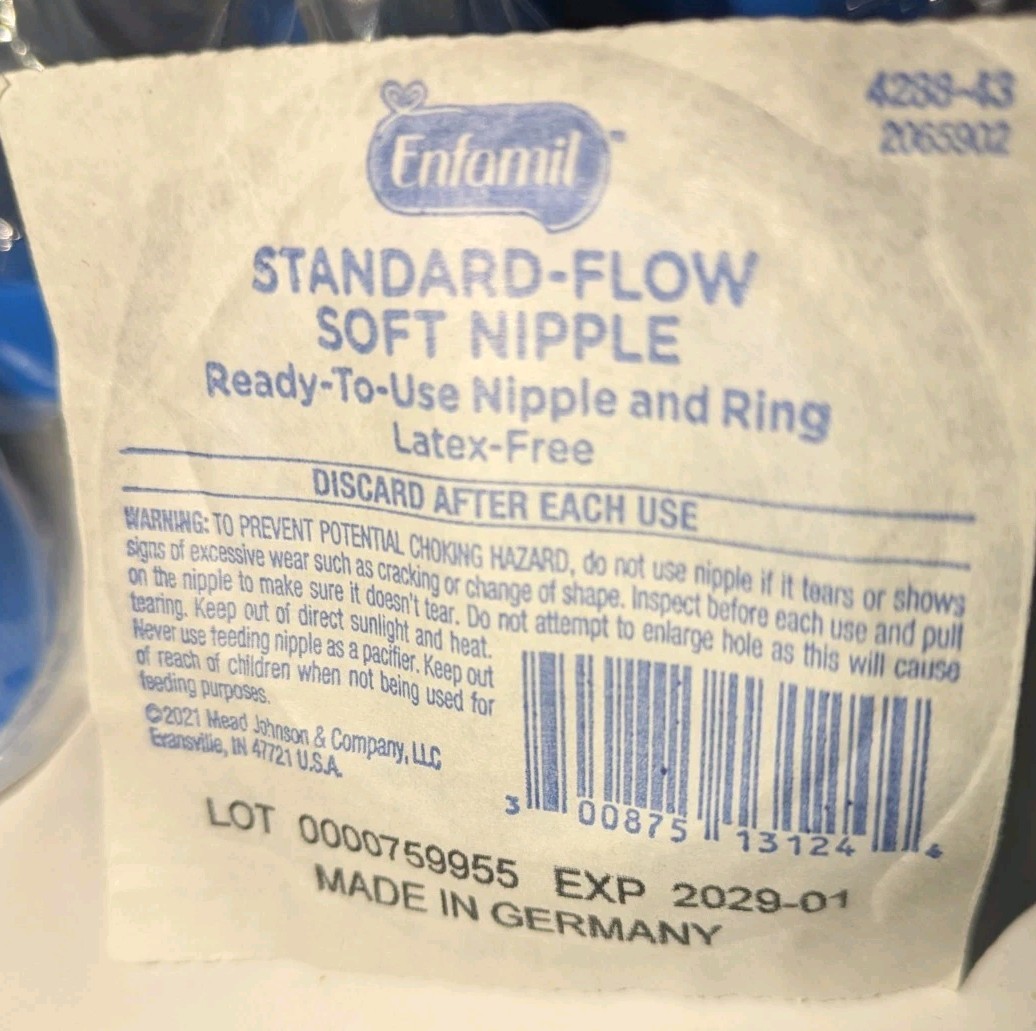 Enfamil™
4288-43
2065902
STANDARD-FLOW
SOFT NIPPLE
Ready-To-Use Nipple and Ring
Latex-Free
DISCARD AFTER EACH USE
WARNING: TO PREVENT POTENTIAL CHOKING HAZARD, do not use nipple if it tears or shows
signs of excessive wear such as cracking or change of shape. Inspect before each use and pull
on the nipple to make sure it doesn't tear. Do not attempt to enlarge hole as this will cause
tearing. Keep out of direct sunlight and heat.
Never use feeding nipple as a pacifier. Keep out
of reach of children when not being used for
feeding purposes.
©2021 Mead Johnson & Company, LLC
Evansville, IN 47721 U.S.A.
3 00875 13124 4
LOT 0000759955 EXP 2029-01
MADE IN GERMANY